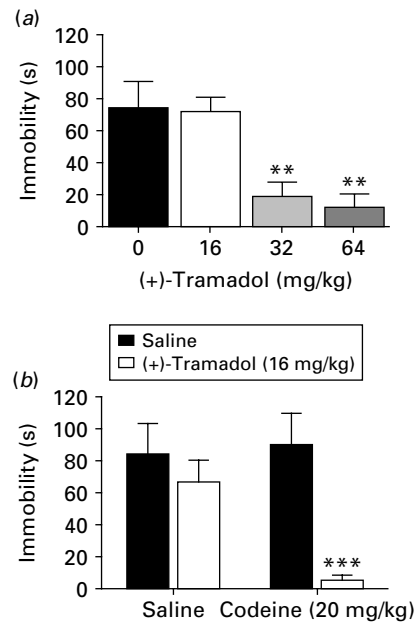 (a)
120
100
80
60
40
20
0
Immobility (s)
** **
0 16 32 64
(+)-Tramadol (mg/kg)
Saline
(+)-Tramadol (16 mg/kg)
(b)
120
100
80
60
40
20
0
Immobility (s)
***
Saline Codeine (20 mg/kg)